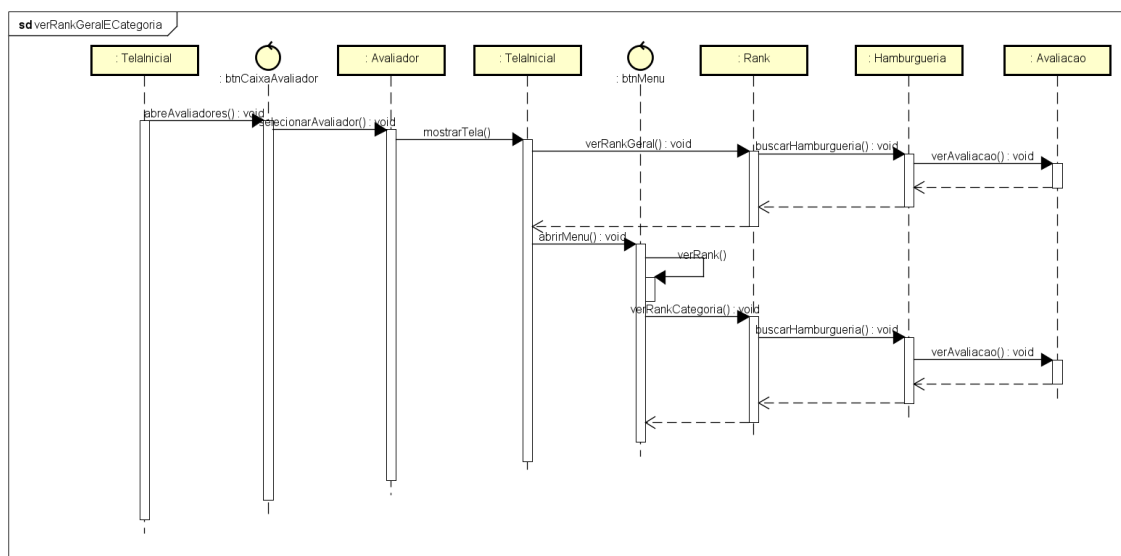 sd verRankGeralECategoria
: TelaInicial
: btnCaixaAvaliador
: Avaliador
: TelaInicial
: btnMenu
: Rank
: Hamburgueria
: Avaliacao
abreAvaliadores() : void
selecionarAvaliador() : void
mostrarTela()
verRankGeral() : void
buscarHamburgueria() : void
verAvaliacao() : void
abrirMenu() : void
verRank()
verRankCategoria() : void
buscarHamburgueria() : void
verAvaliacao() : void